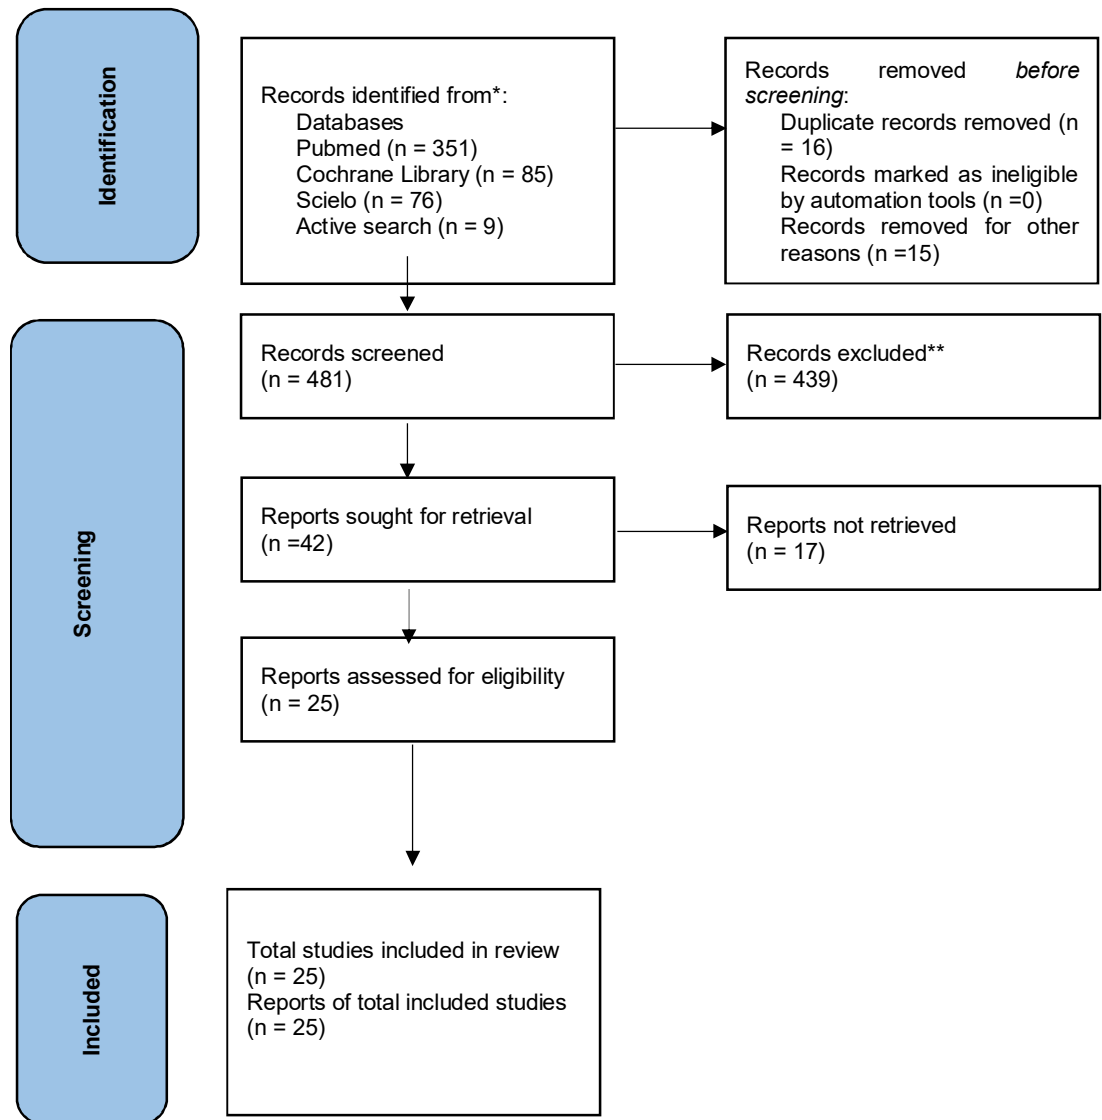 Identification
Records identified from*:
Databases
Pubmed (n = 351)
Cochrane Library (n = 85)
Scielo (n = 76)
Active search (n = 9)
Records removed before
screening:
Duplicate records removed (n
= 16)
Records marked as ineligible
by automation tools (n =0)
Records removed for other
reasons (n =15)
Screening
Records screened
(n = 481)
Records excluded**
(n = 439)
Reports sought for retrieval
(n =42)
Reports not retrieved
(n = 17)
Reports assessed for eligibility
(n = 25)
Included
Total studies included in review
(n = 25)
Reports of total included studies
(n = 25)